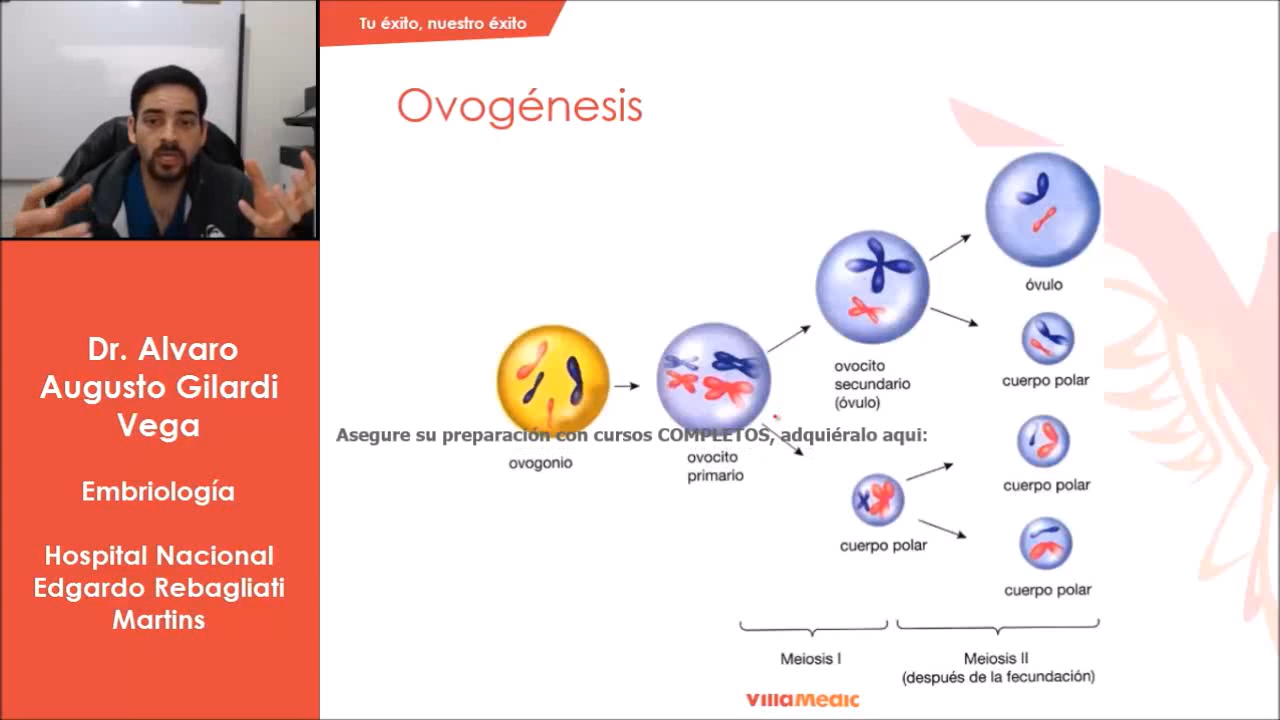 Tu éxito, nuestro éxito
Ovogénesis
Dr. Alvaro
Augusto Gilardi
Vega
Embriología
Hospital Nacional
Edgardo Rebagliati
Martins
óvulo
cuerpo polar
ovocito
secundario
(óvulo)
Asegure su preparación con cursos COMPLETOS, adquiéralo aqui:
ovogonio
ovocito
primario
cuerpo polar
cuerpo polar
cuerpo polar
Meiosis I
Meiosis II
(después de la fecundación)
VillaMedic